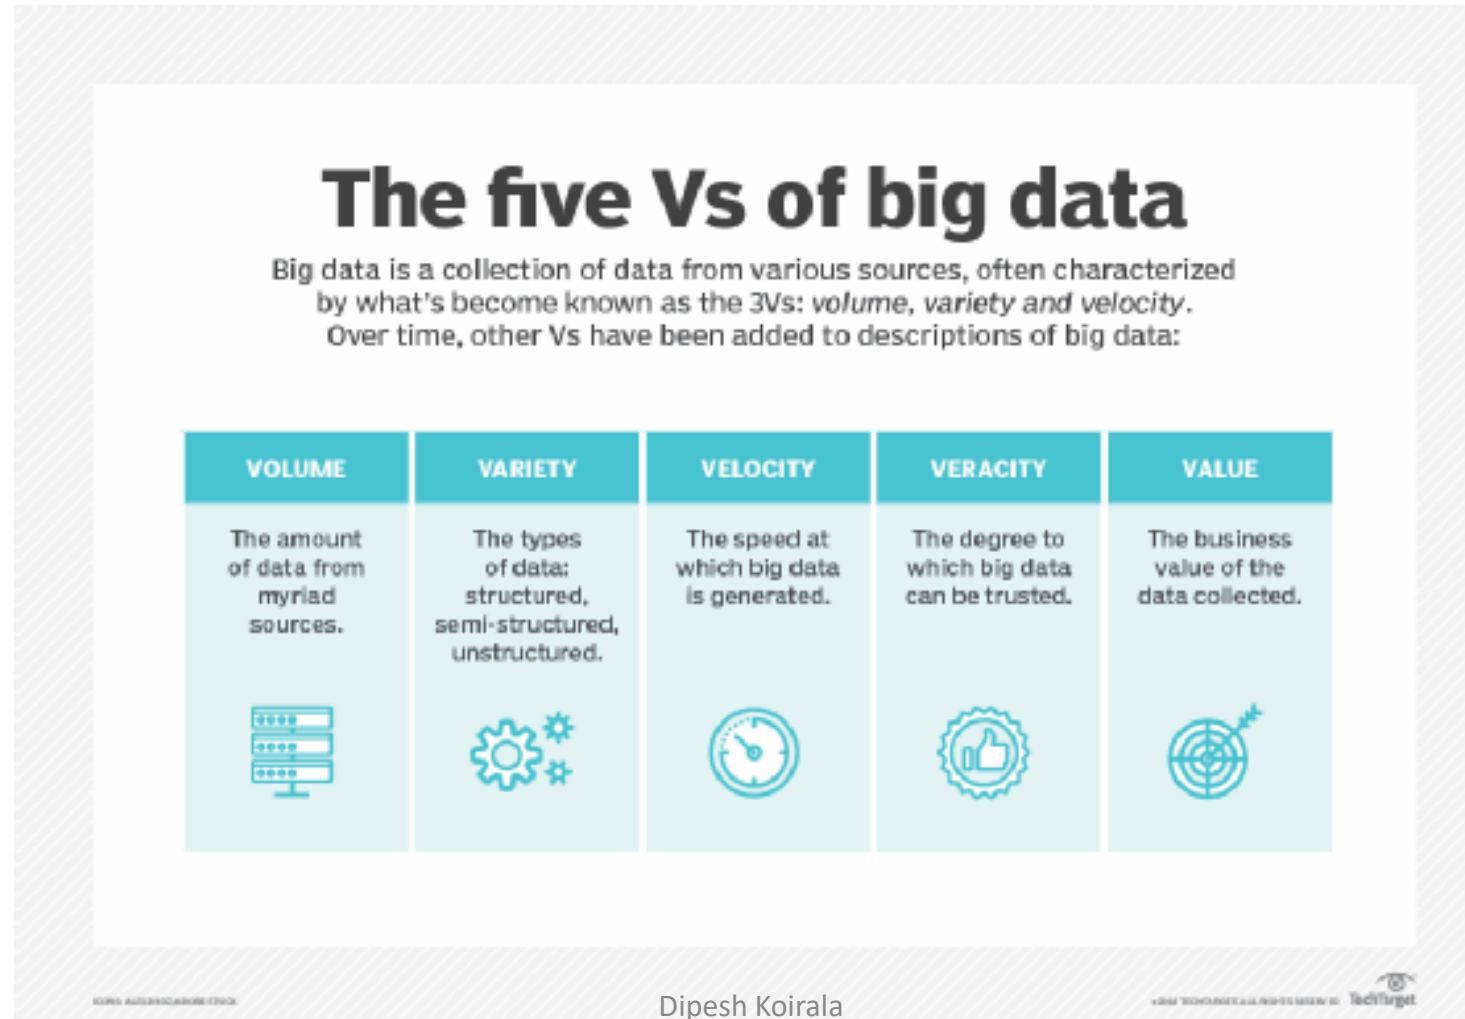 The five Vs of big data
Big data is a collection of data from various sources, often characterized
by what's become known as the 3Vs: volume, variety and velocity.
Over time, other Vs have been added to descriptions of big data:
VOLUME
The amount
of data from
myriad
sources.
VARIETY
The types
of data:
structured,
semi-structured,
unstructured.
VELOCITY
The speed at
which big data
is generated.
VERACITY
The degree to
which big data
can be trusted.
VALUE
The business
value of the
data collected.
Dipesh Koirala
TechTarget